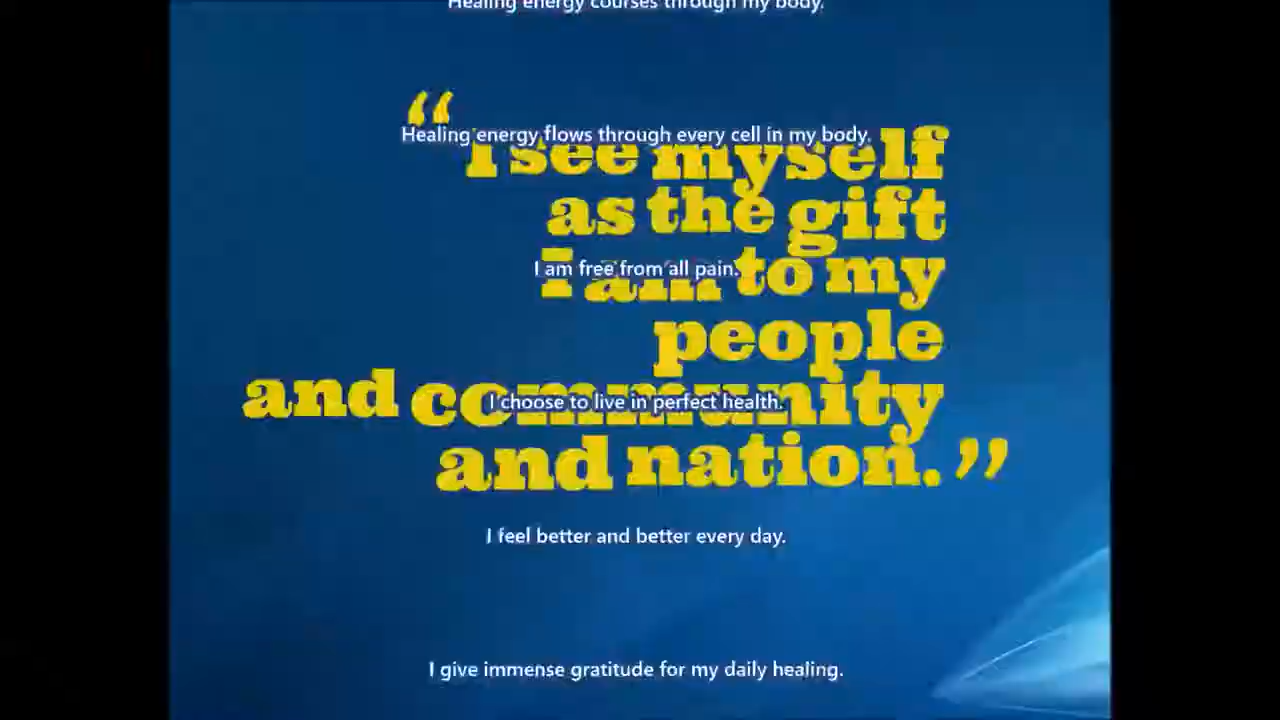 Healing energy courses through my body.
Healing energy flows through every cell in my body.
“I see myself
as the gift
I am to my
I am free from all pain.
people
and community
I choose to live in perfect health.
and nation.”
I feel better and better every day.
I give immense gratitude for my daily healing.